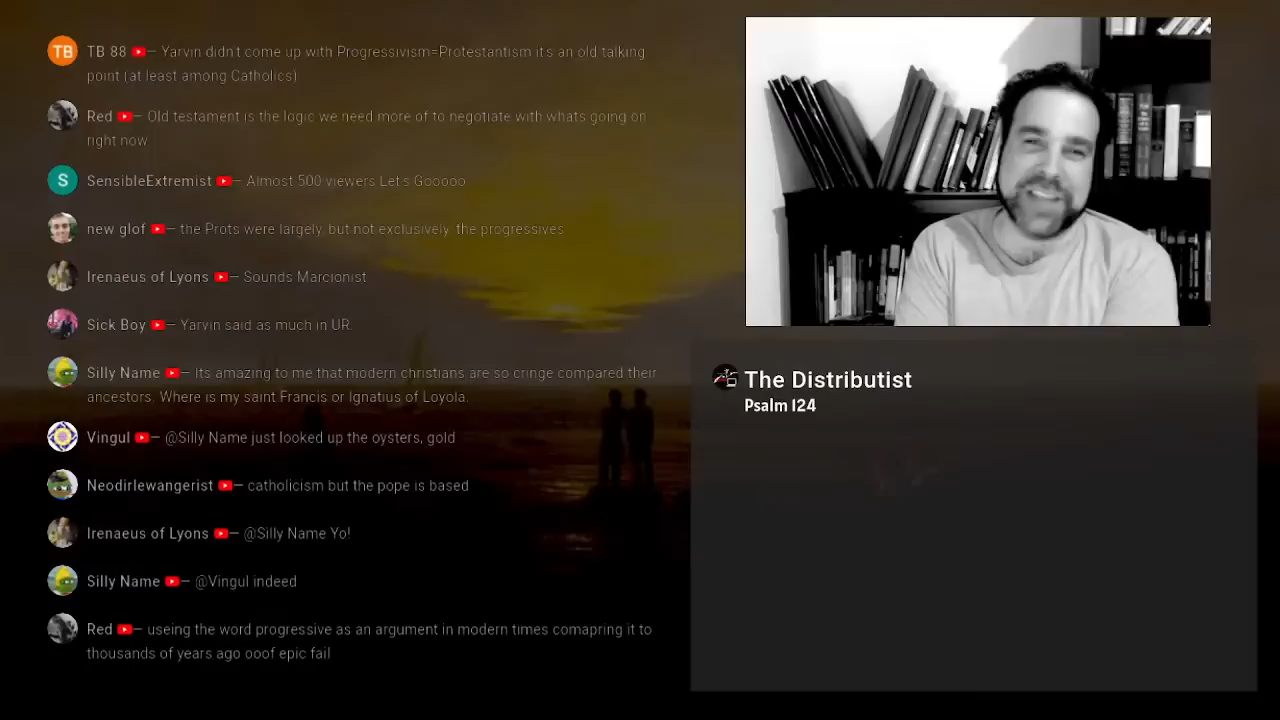 TB
TB 88 — Yarvin didn't come up with Progressivism=Protestantism it's an old talking
point (at least among Catholics)
Red — Old testament is the logic we need more of to negotiate with whats going on
right now
S
SensibleExtremist — Almost 500 viewers Let's Gooooo
new glof — the Prots were largely, but not exclusively, the progressives
Irenaeus of Lyons — Sounds Marcionist
Sick Boy — Yarvin said as much in UR.
Silly Name — Its amazing to me that modern christians are so cringe compared their
ancestors. Where is my saint Francis or Ignatius of Loyola.
Vingul — @Silly Name just looked up the oysters, gold
Neodirlewangerist — catholicism but the pope is based
Irenaeus of Lyons — @Silly Name Yo!
Silly Name — @Vingul indeed
Red — useing the word progressive as an argument in modern times comapring it to
thousands of years ago ooof epic fail
The Distributist
Psalm 124